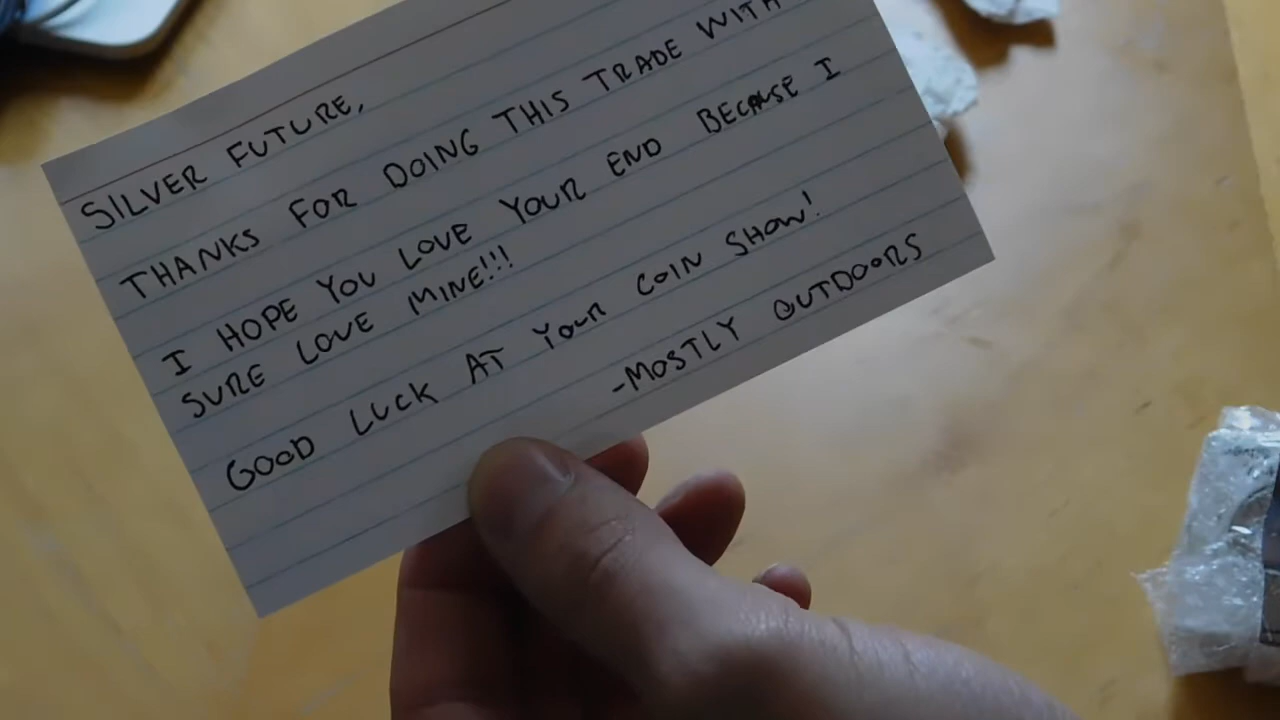 SILVER FUTURE,
THANKS FOR DOING THIS TRADE WITH
I HOPE YOU LOVE YOUR END BECAUSE I
SURE LOVE MINE!!!
GOOD LUCK AT YOUR COIN SHOW!
-MOSTLY OUTDOORS